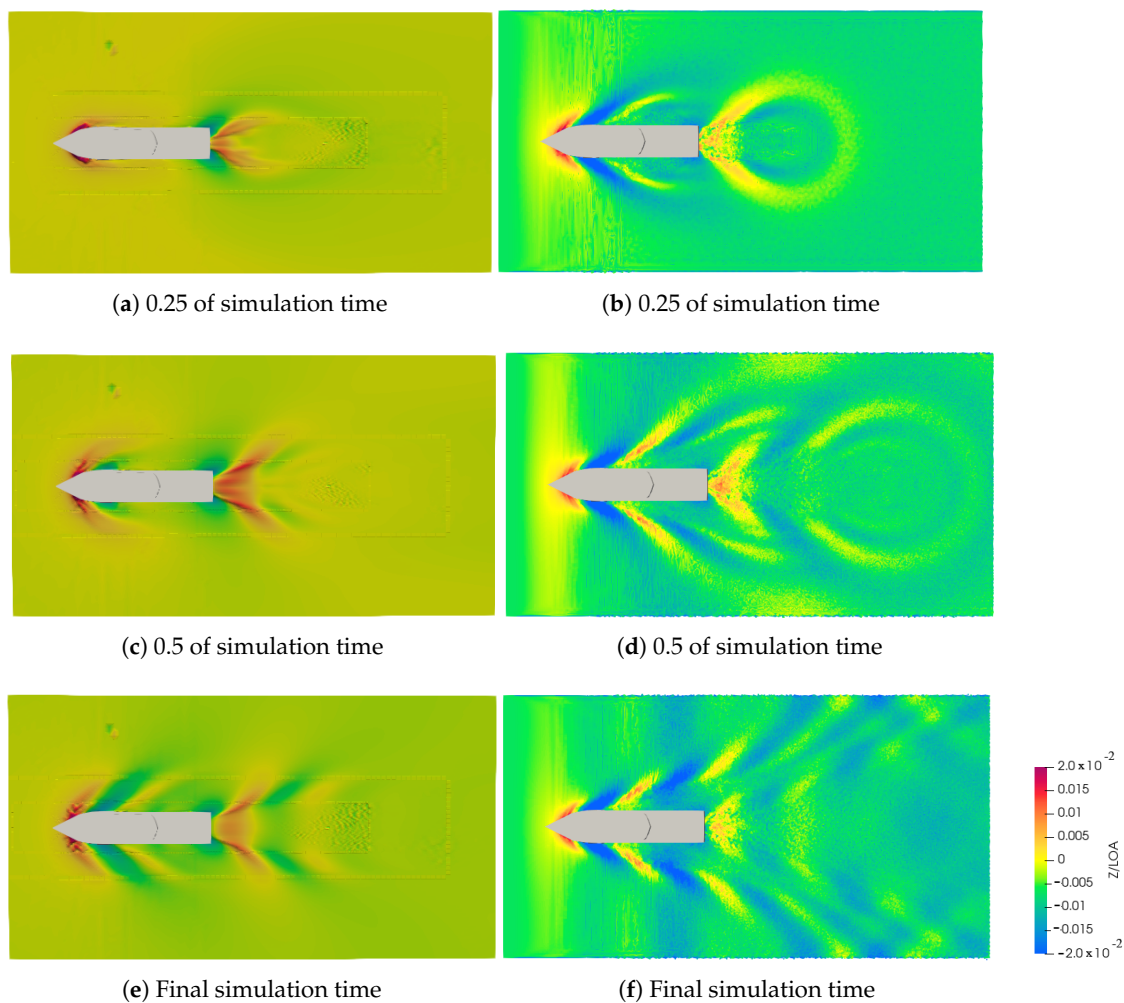 (a) 0.25 of simulation time
(b) 0.25 of simulation time
(c) 0.5 of simulation time
(d) 0.5 of simulation time
2.0 x 10⁻²
0.015
0.01
0.005
0
−0.005
−0.01
−0.015
−2.0 x 10⁻²
Z/LOA
(e) Final simulation time
(f) Final simulation time